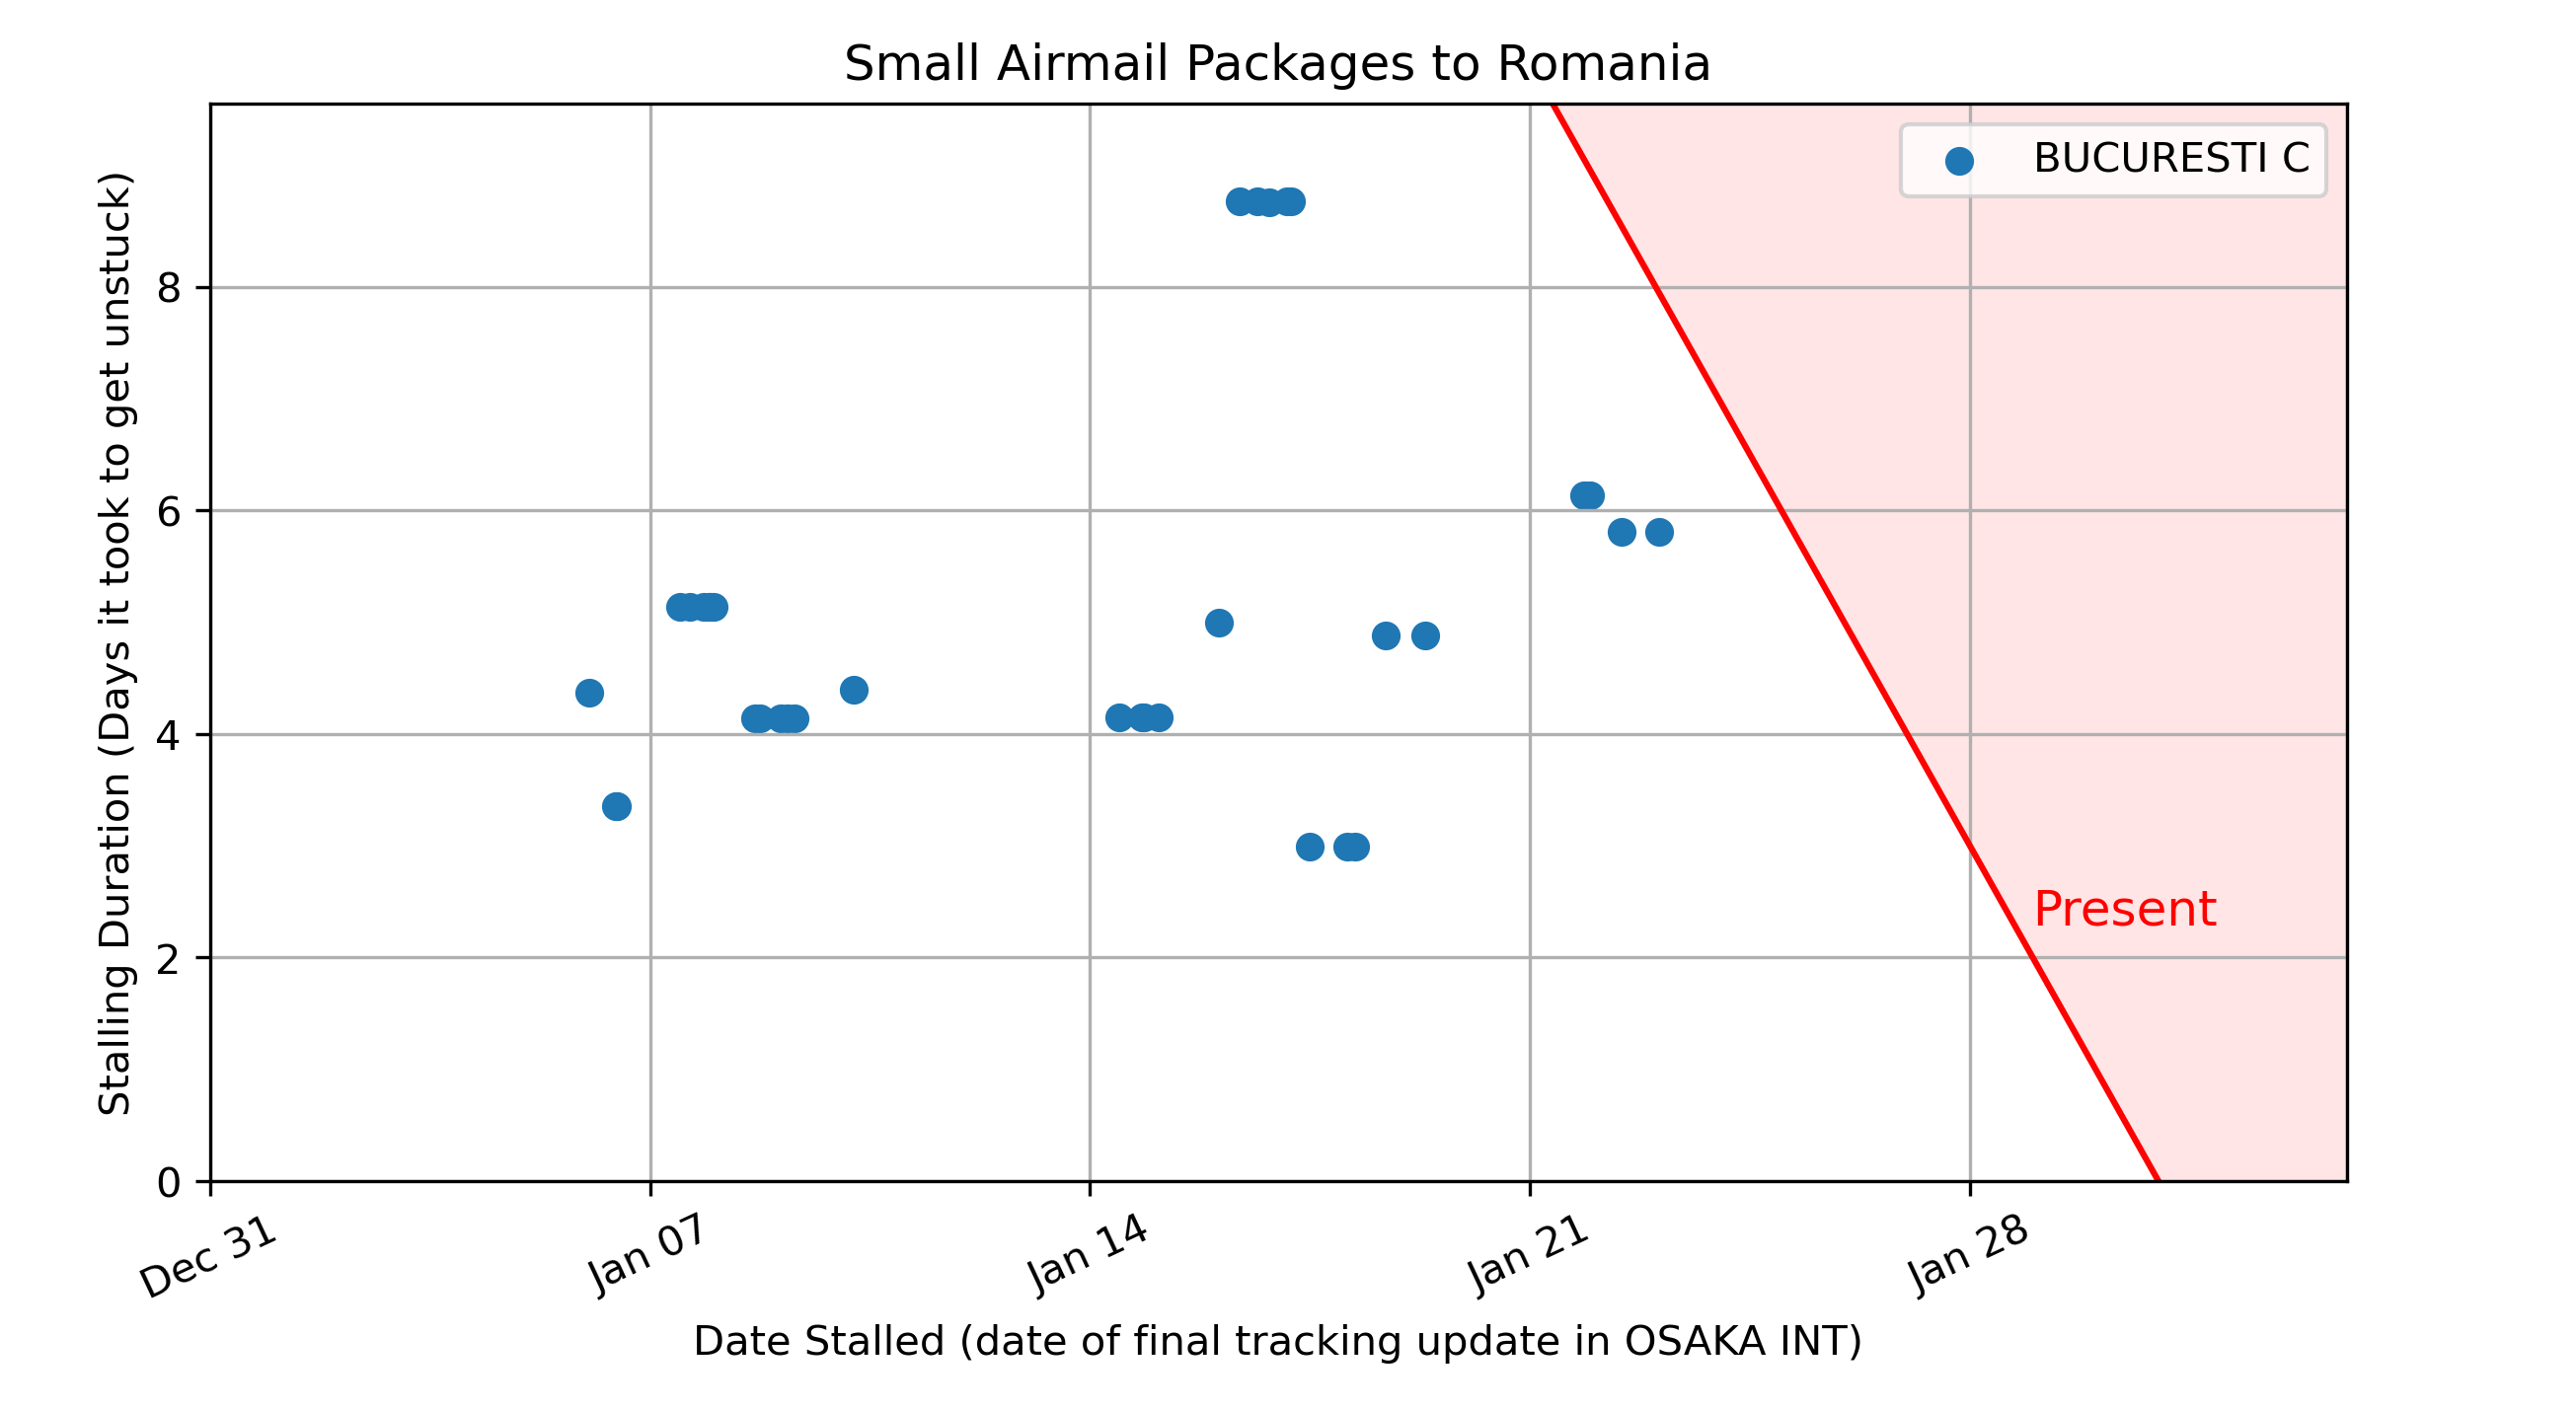 Small Airmail Packages to Romania
BUCURESTI C
Stalling Duration (Days it took to get unstuck)
8
6
4
2
0
Present
Dec 31
Jan 07
Jan 14
Jan 21
Jan 28
Date Stalled (date of final tracking update in OSAKA INT)